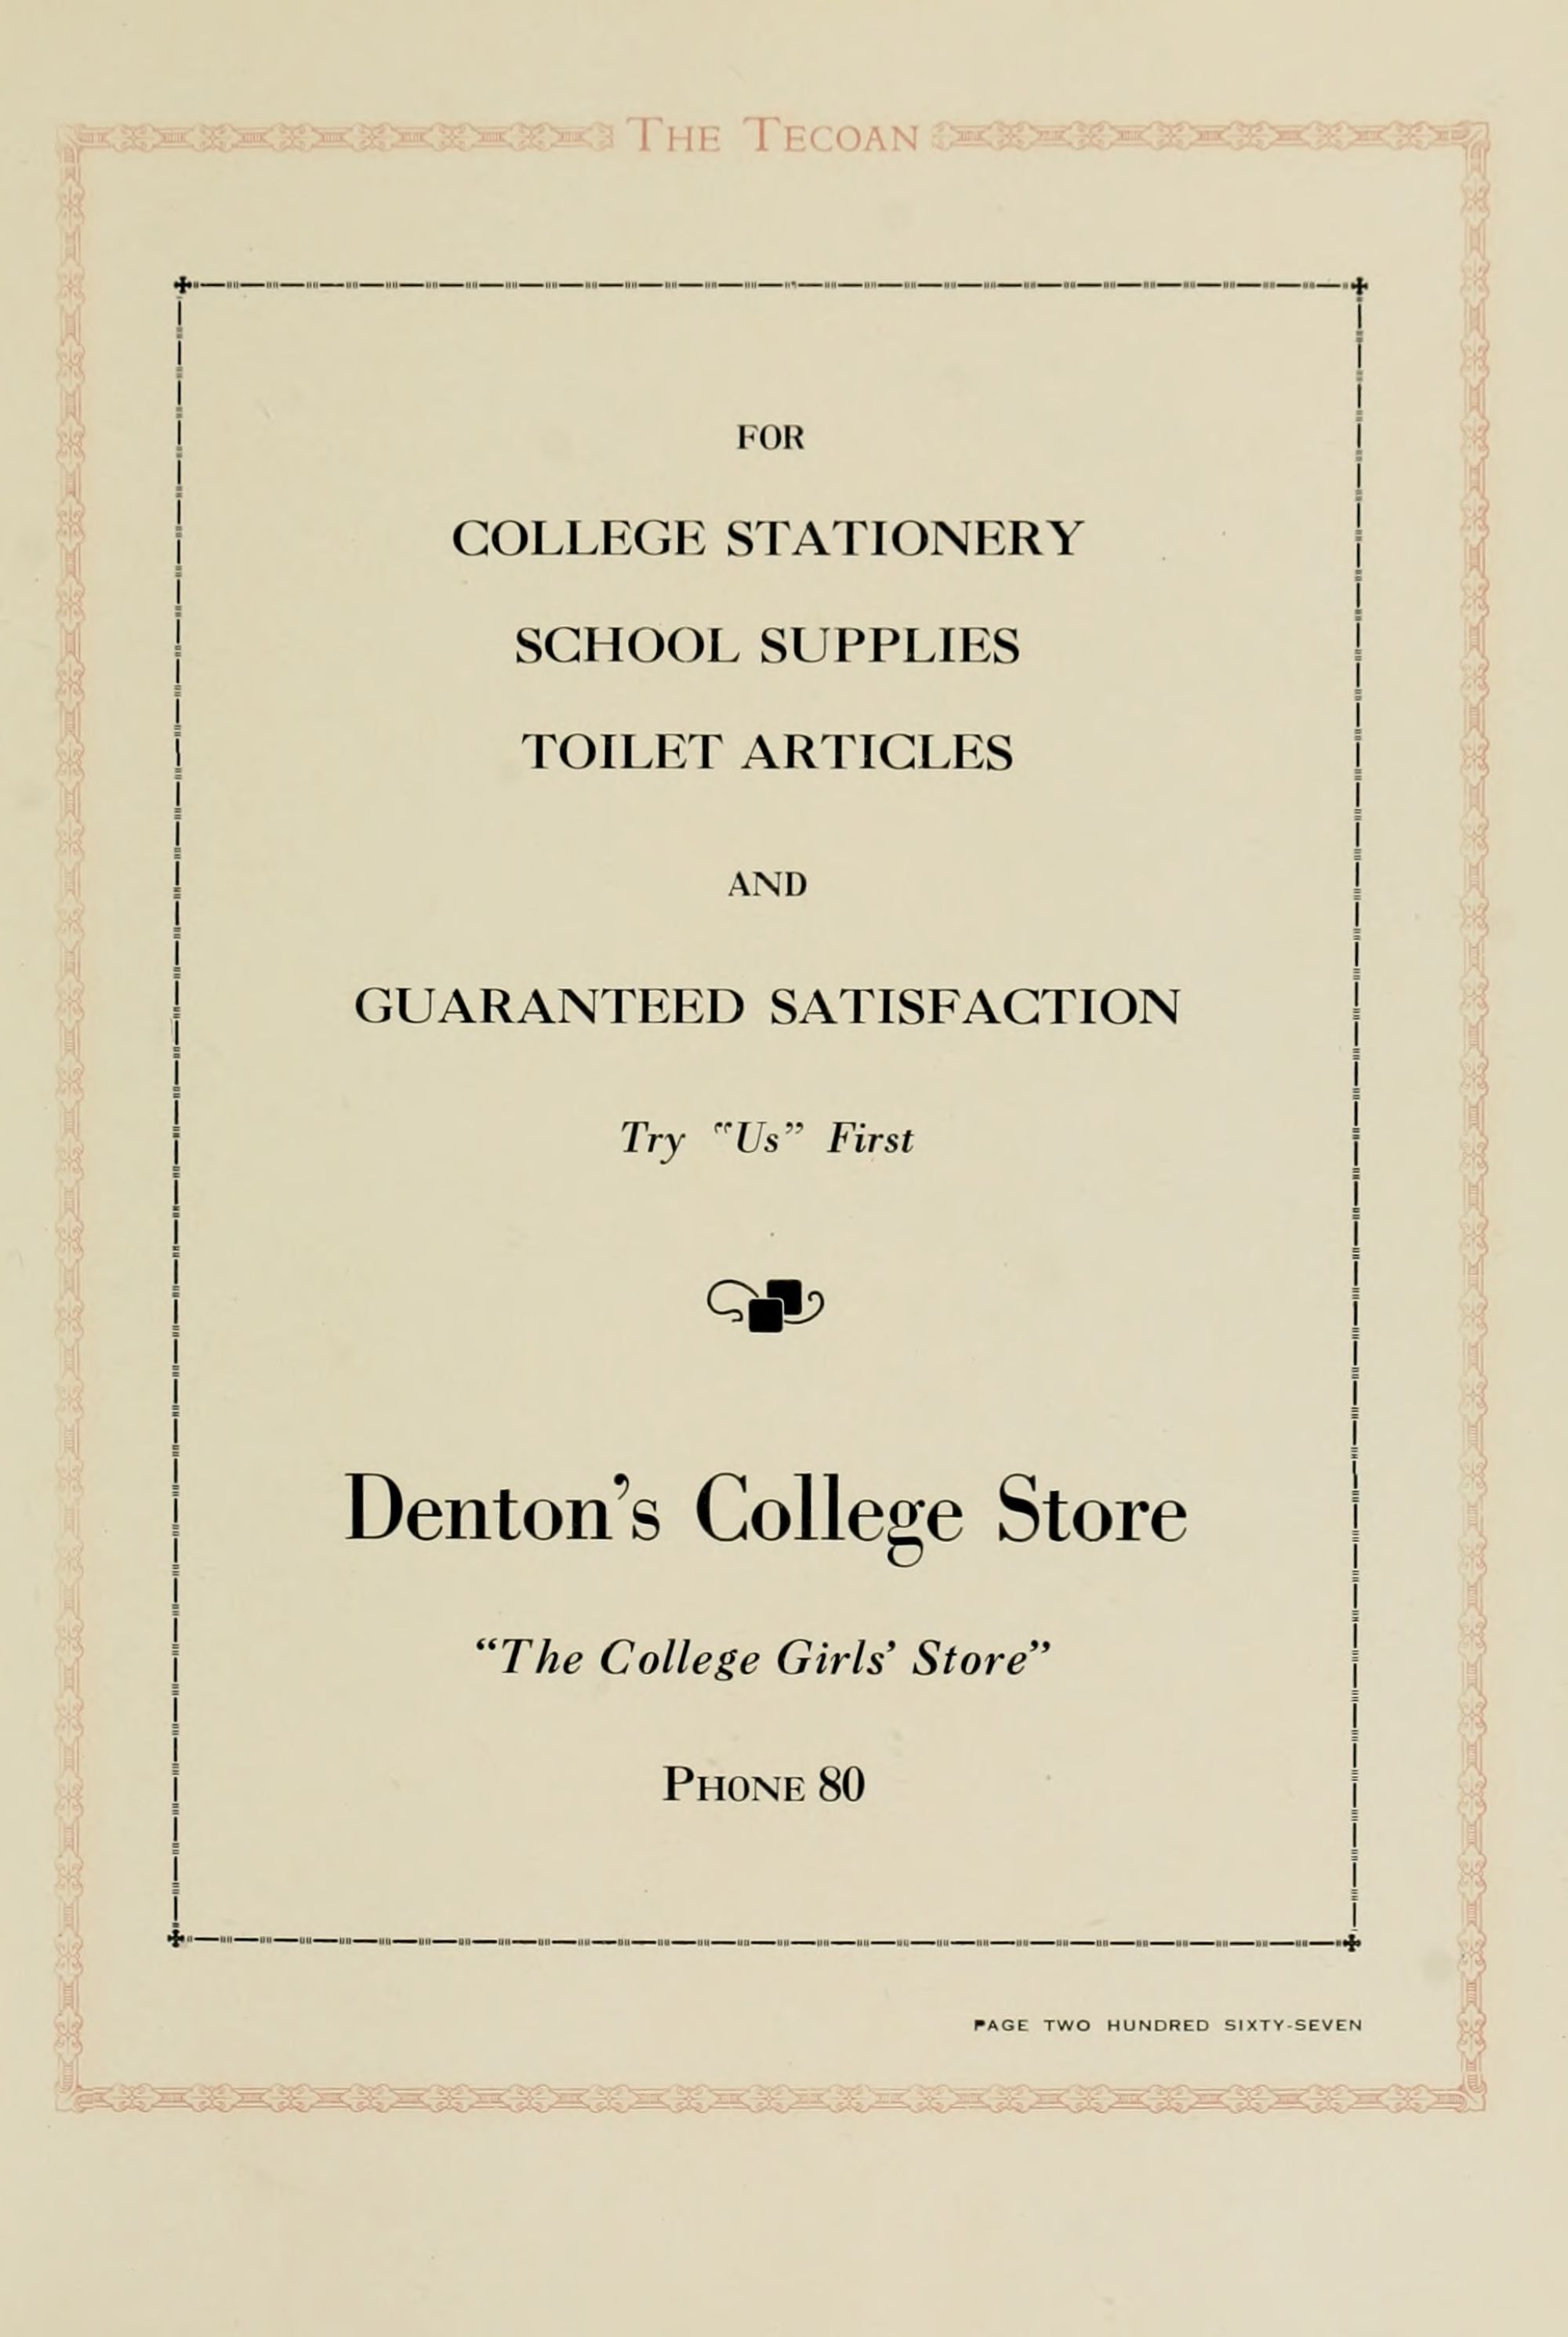 THE TECOAN
FOR
COLLEGE STATIONERY
SCHOOL SUPPLIES
TOILET ARTICLES
AND
GUARANTEED SATISFACTION
Try “Us” First
Denton’s College Store
“The College Girls’ Store”
PHONE 80
PAGE TWO HUNDRED SIXTY-SEVEN